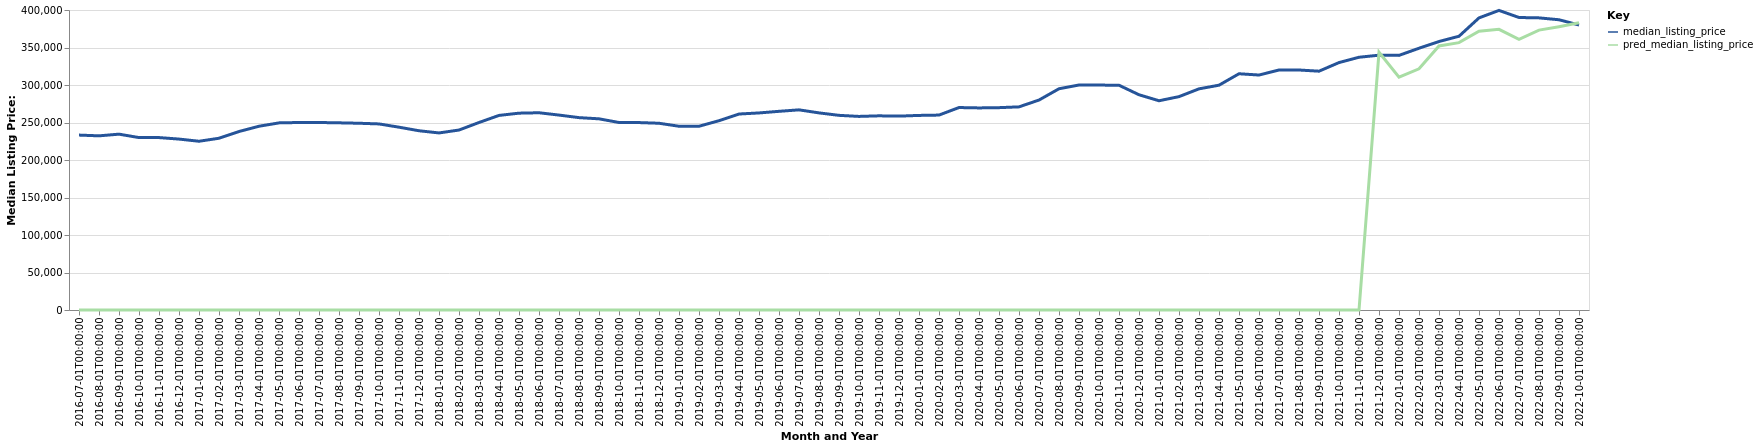 400,000
350,000
300,000
250,000
200,000
150,000
100,000
50,000
0
Median Listing Price:
2016-07-01T00:00:00
2016-08-01T00:00:00
2016-09-01T00:00:00
2016-10-01T00:00:00
2016-11-01T00:00:00
2016-12-01T00:00:00
2017-01-01T00:00:00
2017-02-01T00:00:00
2017-03-01T00:00:00
2017-04-01T00:00:00
2017-05-01T00:00:00
2017-06-01T00:00:00
2017-07-01T00:00:00
2017-08-01T00:00:00
2017-09-01T00:00:00
2017-10-01T00:00:00
2017-11-01T00:00:00
2017-12-01T00:00:00
2018-01-01T00:00:00
2018-02-01T00:00:00
2018-03-01T00:00:00
2018-04-01T00:00:00
2018-05-01T00:00:00
2018-06-01T00:00:00
2018-07-01T00:00:00
2018-08-01T00:00:00
2018-09-01T00:00:00
2018-10-01T00:00:00
2018-11-01T00:00:00
2018-12-01T00:00:00
2019-01-01T00:00:00
2019-02-01T00:00:00
2019-03-01T00:00:00
2019-04-01T00:00:00
2019-05-01T00:00:00
2019-06-01T00:00:00
2019-07-01T00:00:00
2019-08-01T00:00:00
2019-09-01T00:00:00
2019-10-01T00:00:00
2019-11-01T00:00:00
2019-12-01T00:00:00
2020-01-01T00:00:00
2020-02-01T00:00:00
2020-03-01T00:00:00
2020-04-01T00:00:00
2020-05-01T00:00:00
2020-06-01T00:00:00
2020-07-01T00:00:00
2020-08-01T00:00:00
2020-09-01T00:00:00
2020-10-01T00:00:00
2020-11-01T00:00:00
2020-12-01T00:00:00
2021-01-01T00:00:00
2021-02-01T00:00:00
2021-03-01T00:00:00
2021-04-01T00:00:00
2021-05-01T00:00:00
2021-06-01T00:00:00
2021-07-01T00:00:00
2021-08-01T00:00:00
2021-09-01T00:00:00
2021-10-01T00:00:00
2021-11-01T00:00:00
2021-12-01T00:00:00
2022-01-01T00:00:00
2022-02-01T00:00:00
2022-03-01T00:00:00
2022-04-01T00:00:00
2022-05-01T00:00:00
2022-06-01T00:00:00
2022-07-01T00:00:00
2022-08-01T00:00:00
2022-09-01T00:00:00
2022-10-01T00:00:00
Month and Year
Key
median_listing_price
pred_median_listing_price